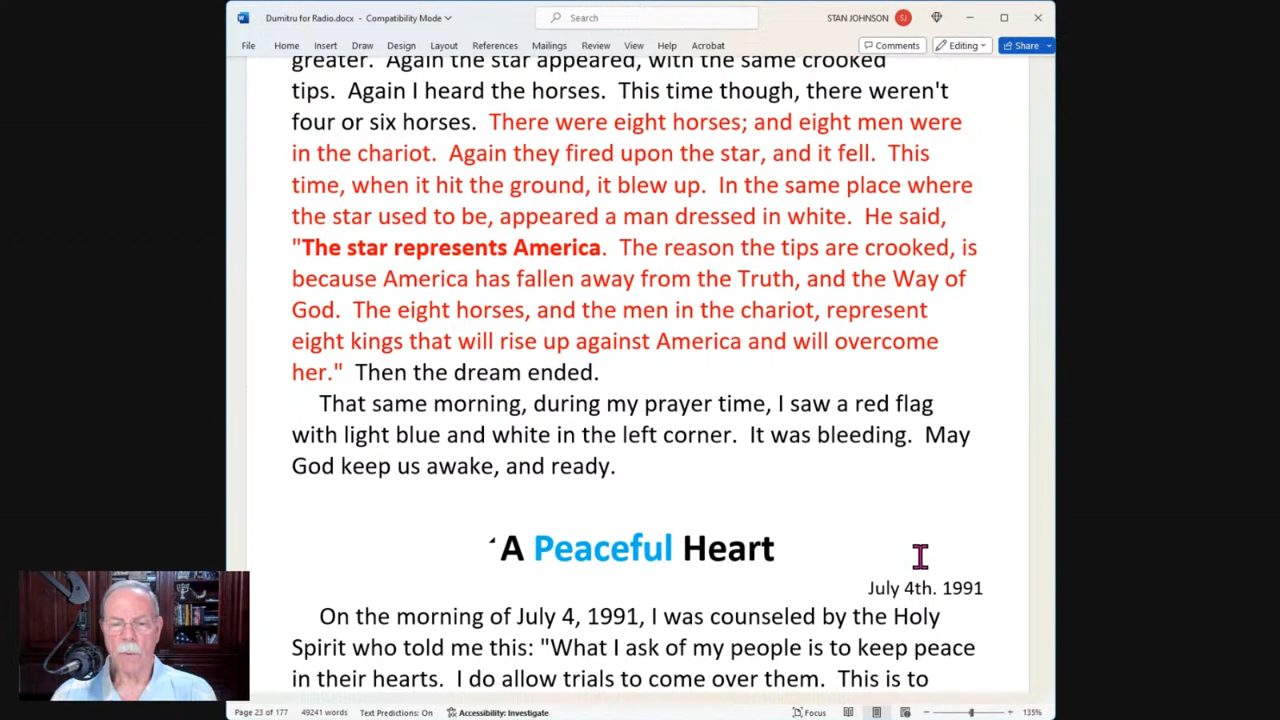 Dumitru for Radio.docx - Compatibility Mode
Search
STAN JOHNSON
SJ
File Home Insert Draw Design Layout References Mailings Review View Help Acrobat
Comments Editing Share
greater. Again the star appeared, with the same crooked
tips. Again I heard the horses. This time though, there weren't
four or six horses. There were eight horses; and eight men were
in the chariot. Again they fired upon the star, and it fell. This
time, when it hit the ground, it blew up. In the same place where
the star used to be, appeared a man dressed in white. He said,
"The star represents America. The reason the tips are crooked, is
because America has fallen away from the Truth, and the Way of
God. The eight horses, and the men in the chariot, represent
eight kings that will rise up against America and will overcome
her." Then the dream ended.
That same morning, during my prayer time, I saw a red flag
with light blue and white in the left corner. It was bleeding. May
God keep us awake, and ready.
A Peaceful Heart
July 4th. 1991
On the morning of July 4, 1991, I was counseled by the Holy
Spirit who told me this: "What I ask of my people is to keep peace
in their hearts. I do allow trials to come over them. This is to
Page 23 of 177 49241 words Text Predictions: On Accessibility: Investigate
Focus
135%